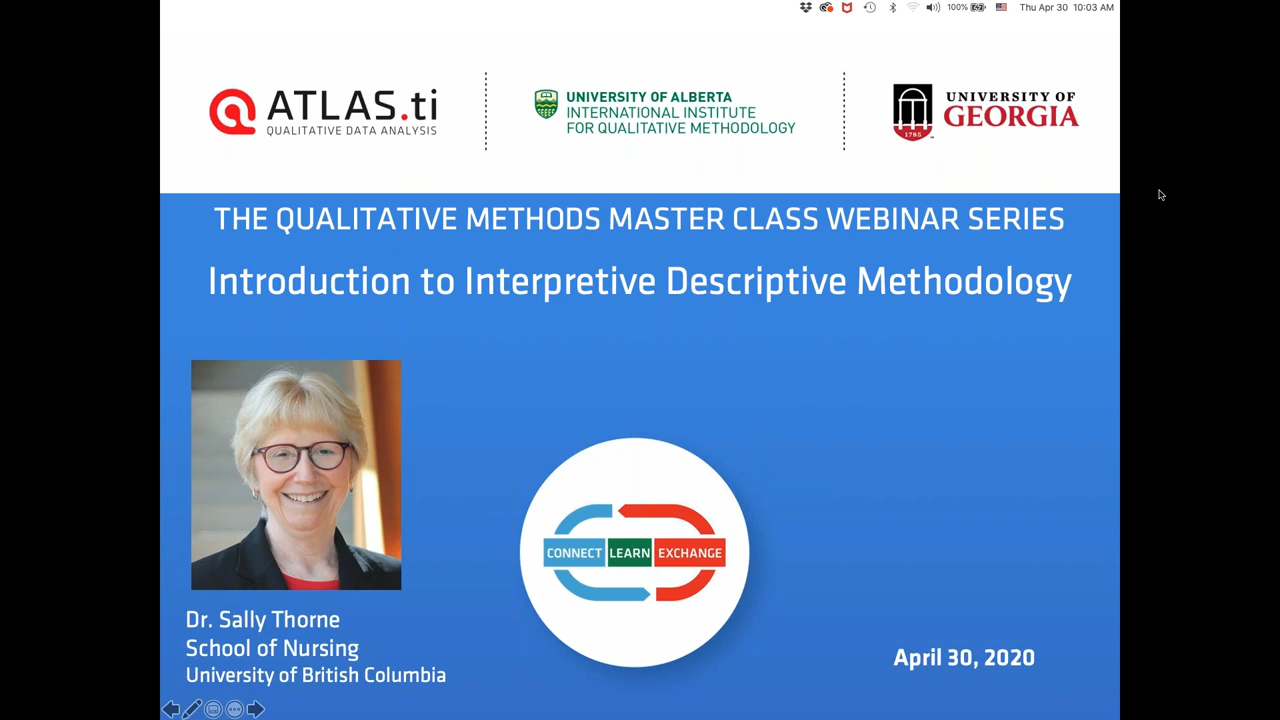 100% Thu Apr 30 10:03 AM
ATLAS.ti
QUALITATIVE DATA ANALYSIS
UNIVERSITY OF ALBERTA
INTERNATIONAL INSTITUTE
FOR QUALITATIVE METHODOLOGY
1785
UNIVERSITY OF
GEORGIA
THE QUALITATIVE METHODS MASTER CLASS WEBINAR SERIES
Introduction to Interpretive Descriptive Methodology
CONNECT LEARN EXCHANGE
Dr. Sally Thorne
School of Nursing
University of British Columbia
April 30, 2020